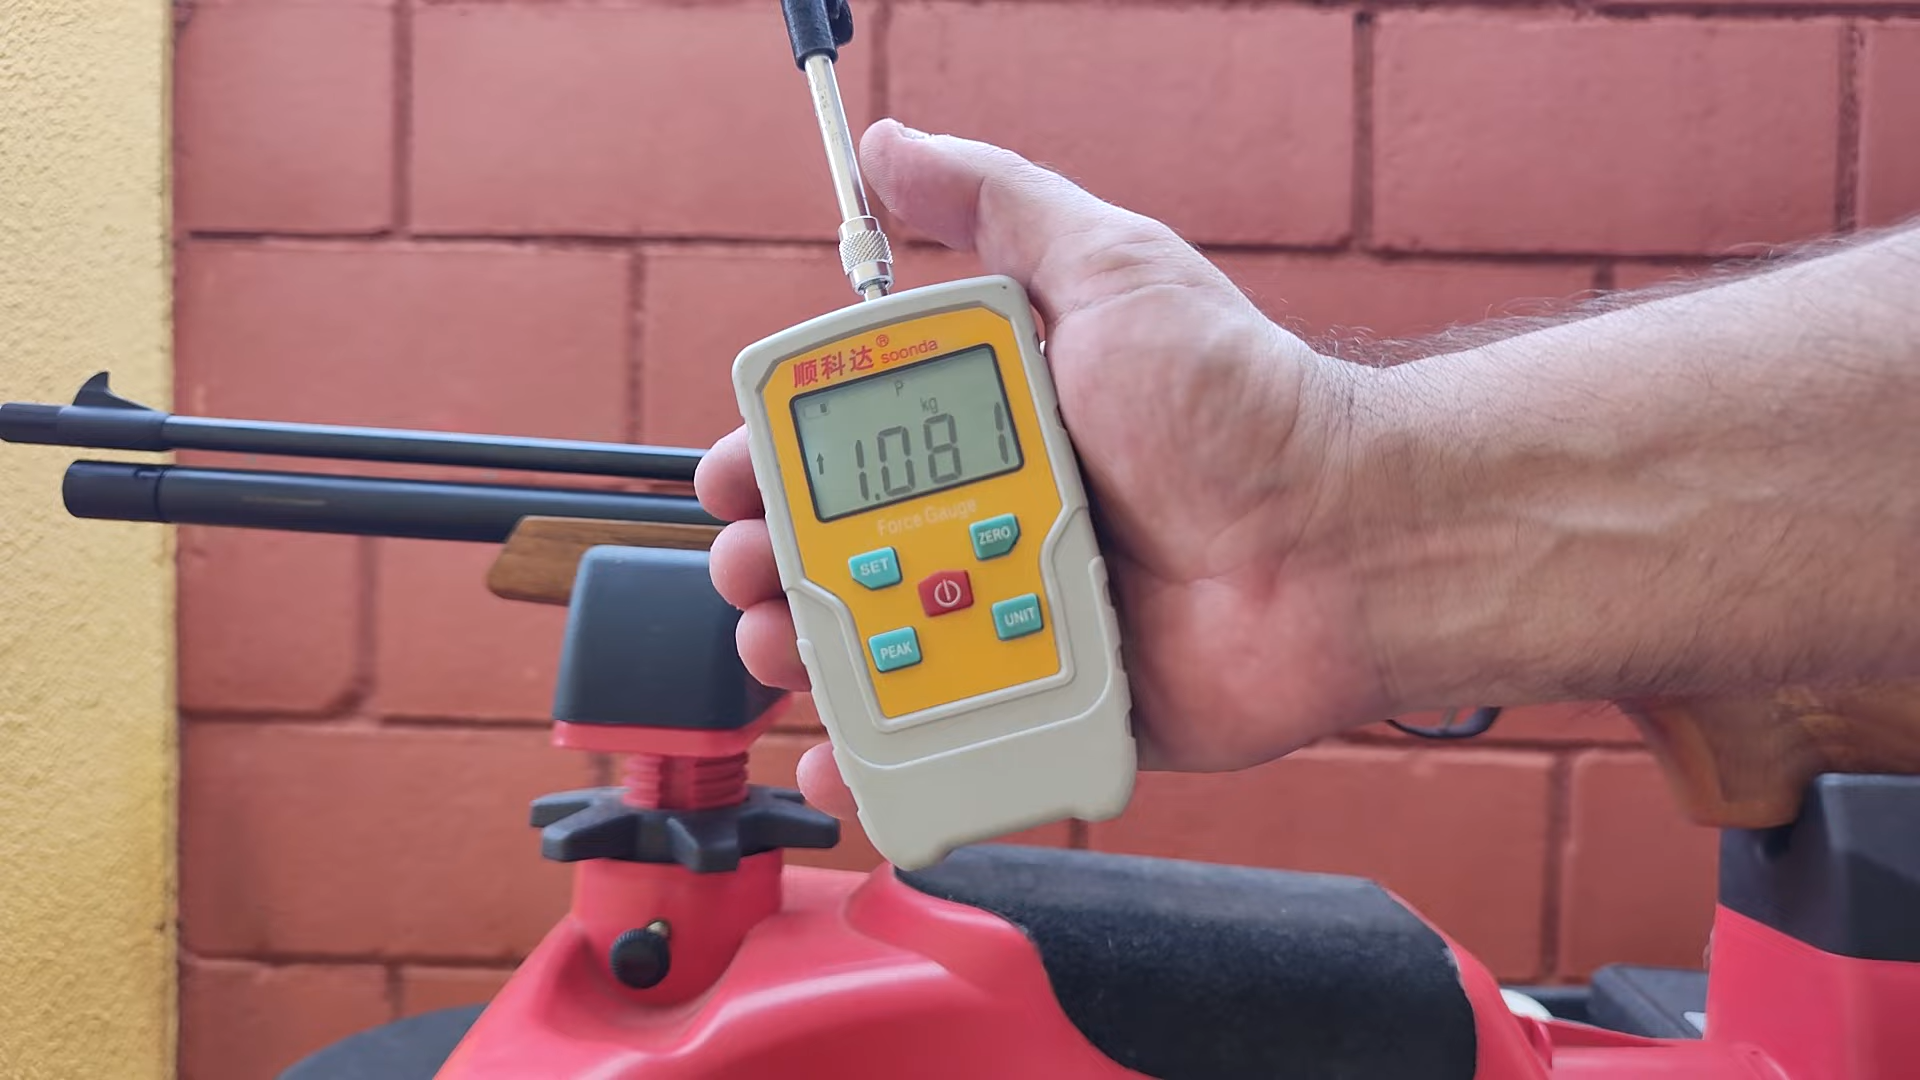 顺科达® soonda
P
kg
1.081
Force Gauge
SET
ZERO
PEAK
UNIT